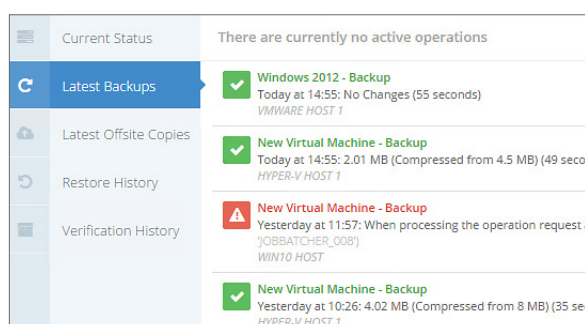 Current Status
There are currently no active operations
Latest Backups
Windows 2012 - Backup
Today at 14:55: No Changes (55 seconds)
VMWARE HOST 1
Latest Offsite Copies
New Virtual Machine - Backup
Today at 14:55: 2.01 MB (Compressed from 4.5 MB) (49 seco
HYPER-V HOST 1
Restore History
New Virtual Machine - Backup
Yesterday at 11:57: When processing the operation request
'JOBBATCHER_008')
WIN10 HOST
Verification History
New Virtual Machine - Backup
Yesterday at 10:26: 4.02 MB (Compressed from 8 MB) (35 se
HYPER-V HOST 1